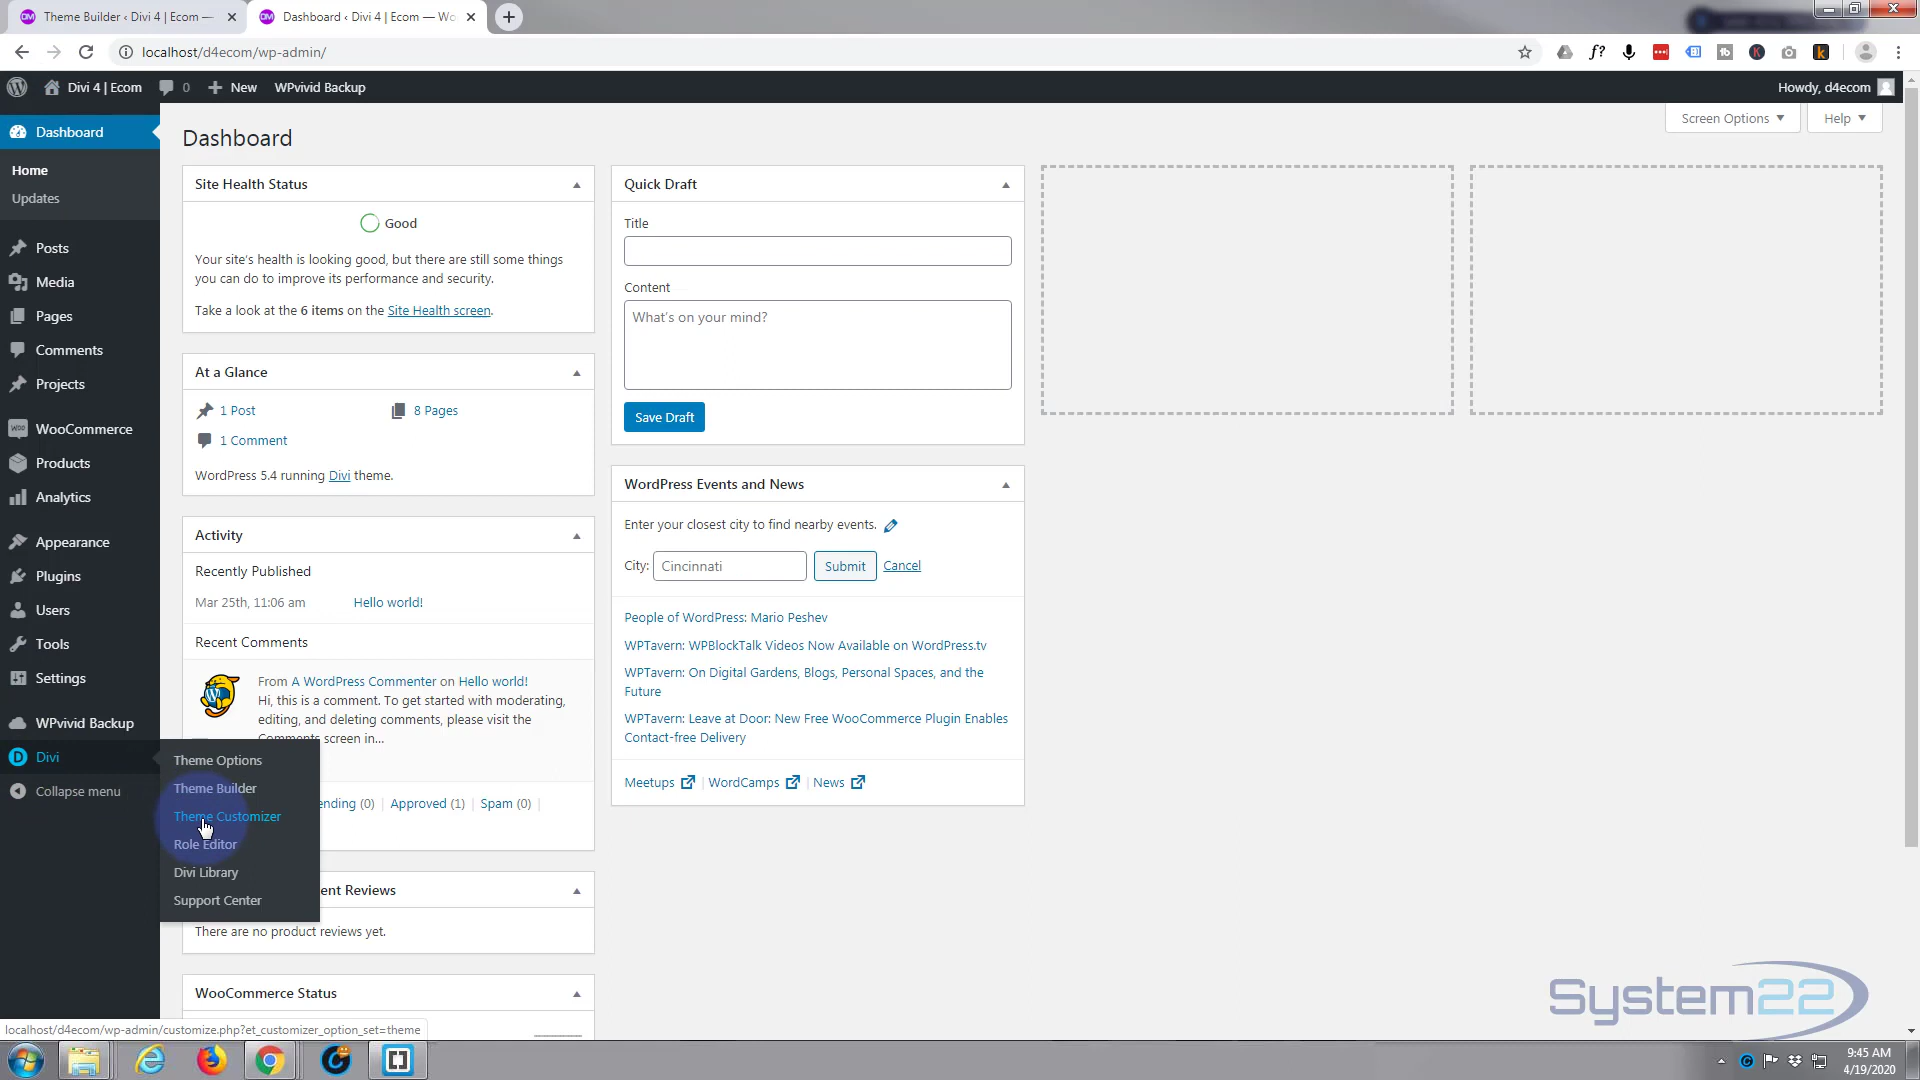 Theme Builder ‹ Divi 4 | Ecom —
Dashboard ‹ Divi 4 | Ecom — Wo
localhost/d4ecom/wp-admin/
Divi 4 | Ecom
0
New
WPvivid Backup
Howdy, d4ecom
Dashboard
Home
Updates
Posts
Media
Pages
Comments
Projects
WooCommerce
Products
Analytics
Appearance
Plugins
Users
Tools
Settings
WPvivid Backup
Divi
Collapse menu
Theme Options
Theme Builder
Theme Customizer
Role Editor
Divi Library
Support Center
Screen Options
Help
Dashboard
Site Health Status
Good
Your site's health is looking good, but there are still some things
you can do to improve its performance and security.
Take a look at the 6 items on the Site Health screen.
At a Glance
1 Post
8 Pages
1 Comment
WordPress 5.4 running Divi theme.
Activity
Recently Published
Mar 25th, 11:06 am
Hello world!
Recent Comments
From A WordPress Commenter on Hello world!
Hi, this is a comment. To get started with moderating,
editing, and deleting comments, please visit the
Comments screen in...
ending (0) | Approved (1) | Spam (0) |
ent Reviews
There are no product reviews yet.
WooCommerce Status
Quick Draft
Title
Content
What's on your mind?
Save Draft
WordPress Events and News
Enter your closest city to find nearby events.
City:
Cincinnati
Submit
Cancel
People of WordPress: Mario Peshev
WPTavern: WPBlockTalk Videos Now Available on WordPress.tv
WPTavern: On Digital Gardens, Blogs, Personal Spaces, and the
Future
WPTavern: Leave at Door: New Free WooCommerce Plugin Enables
Contact-free Delivery
Meetups | WordCamps | News
System22
localhost/d4ecom/wp-admin/customize.php?et_customizer_option_set=theme
9:45 AM
4/19/2020